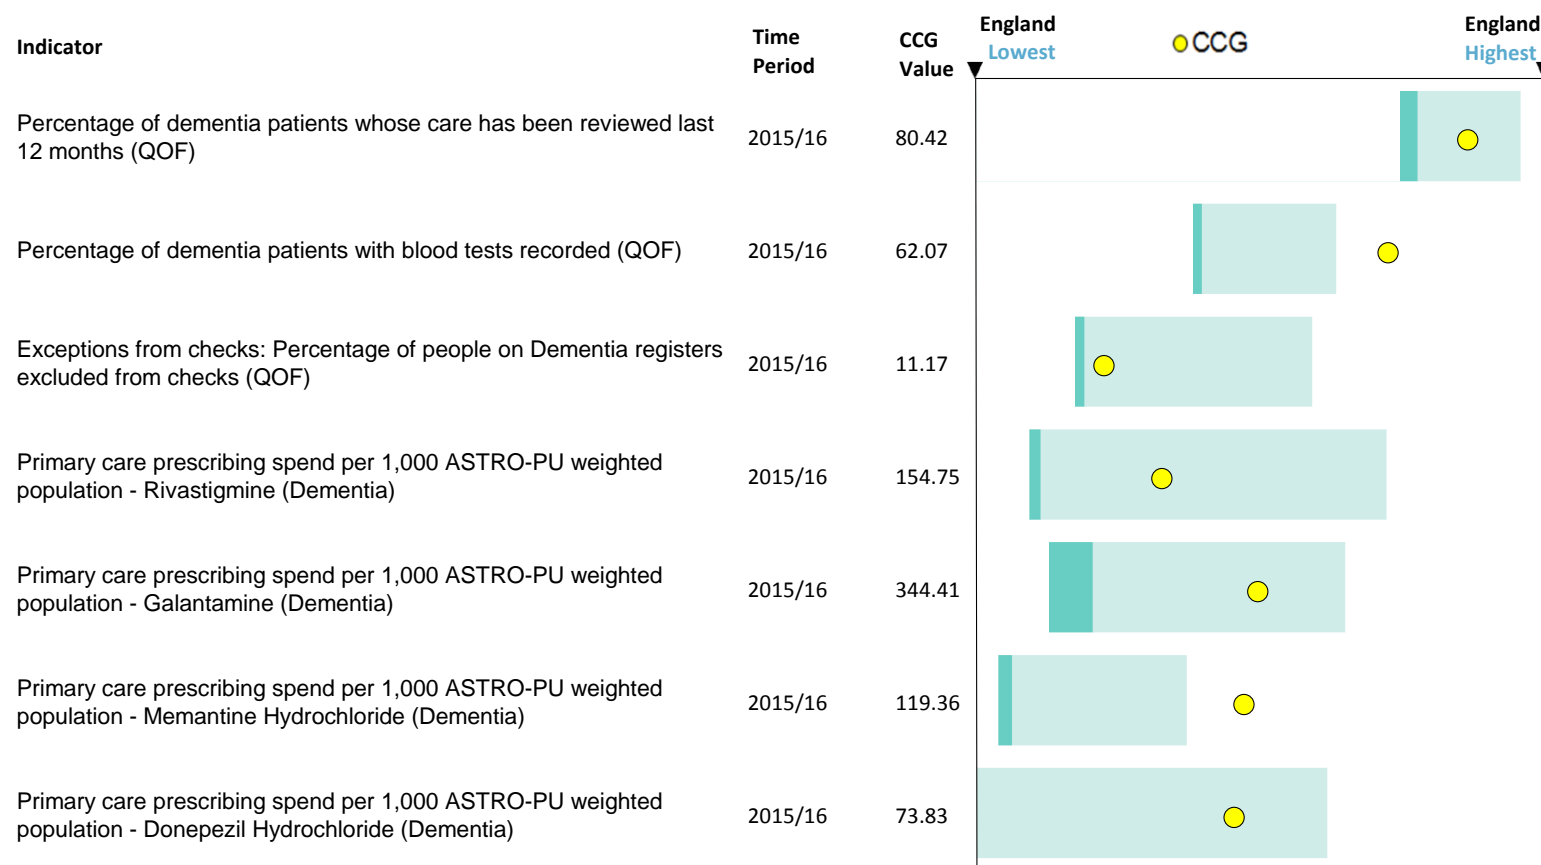 Indicator
Time
Period
CCG
Value
England
Lowest
CCG
England
Highest
Percentage of dementia patients whose care has been reviewed last
12 months (QOF)
2015/16
80.42
Percentage of dementia patients with blood tests recorded (QOF)
2015/16
62.07
Exceptions from checks: Percentage of people on Dementia registers
excluded from checks (QOF)
2015/16
11.17
Primary care prescribing spend per 1,000 ASTRO-PU weighted
population - Rivastigmine (Dementia)
2015/16
154.75
Primary care prescribing spend per 1,000 ASTRO-PU weighted
population - Galantamine (Dementia)
2015/16
344.41
Primary care prescribing spend per 1,000 ASTRO-PU weighted
population - Memantine Hydrochloride (Dementia)
2015/16
119.36
Primary care prescribing spend per 1,000 ASTRO-PU weighted
population - Donepezil Hydrochloride (Dementia)
2015/16
73.83